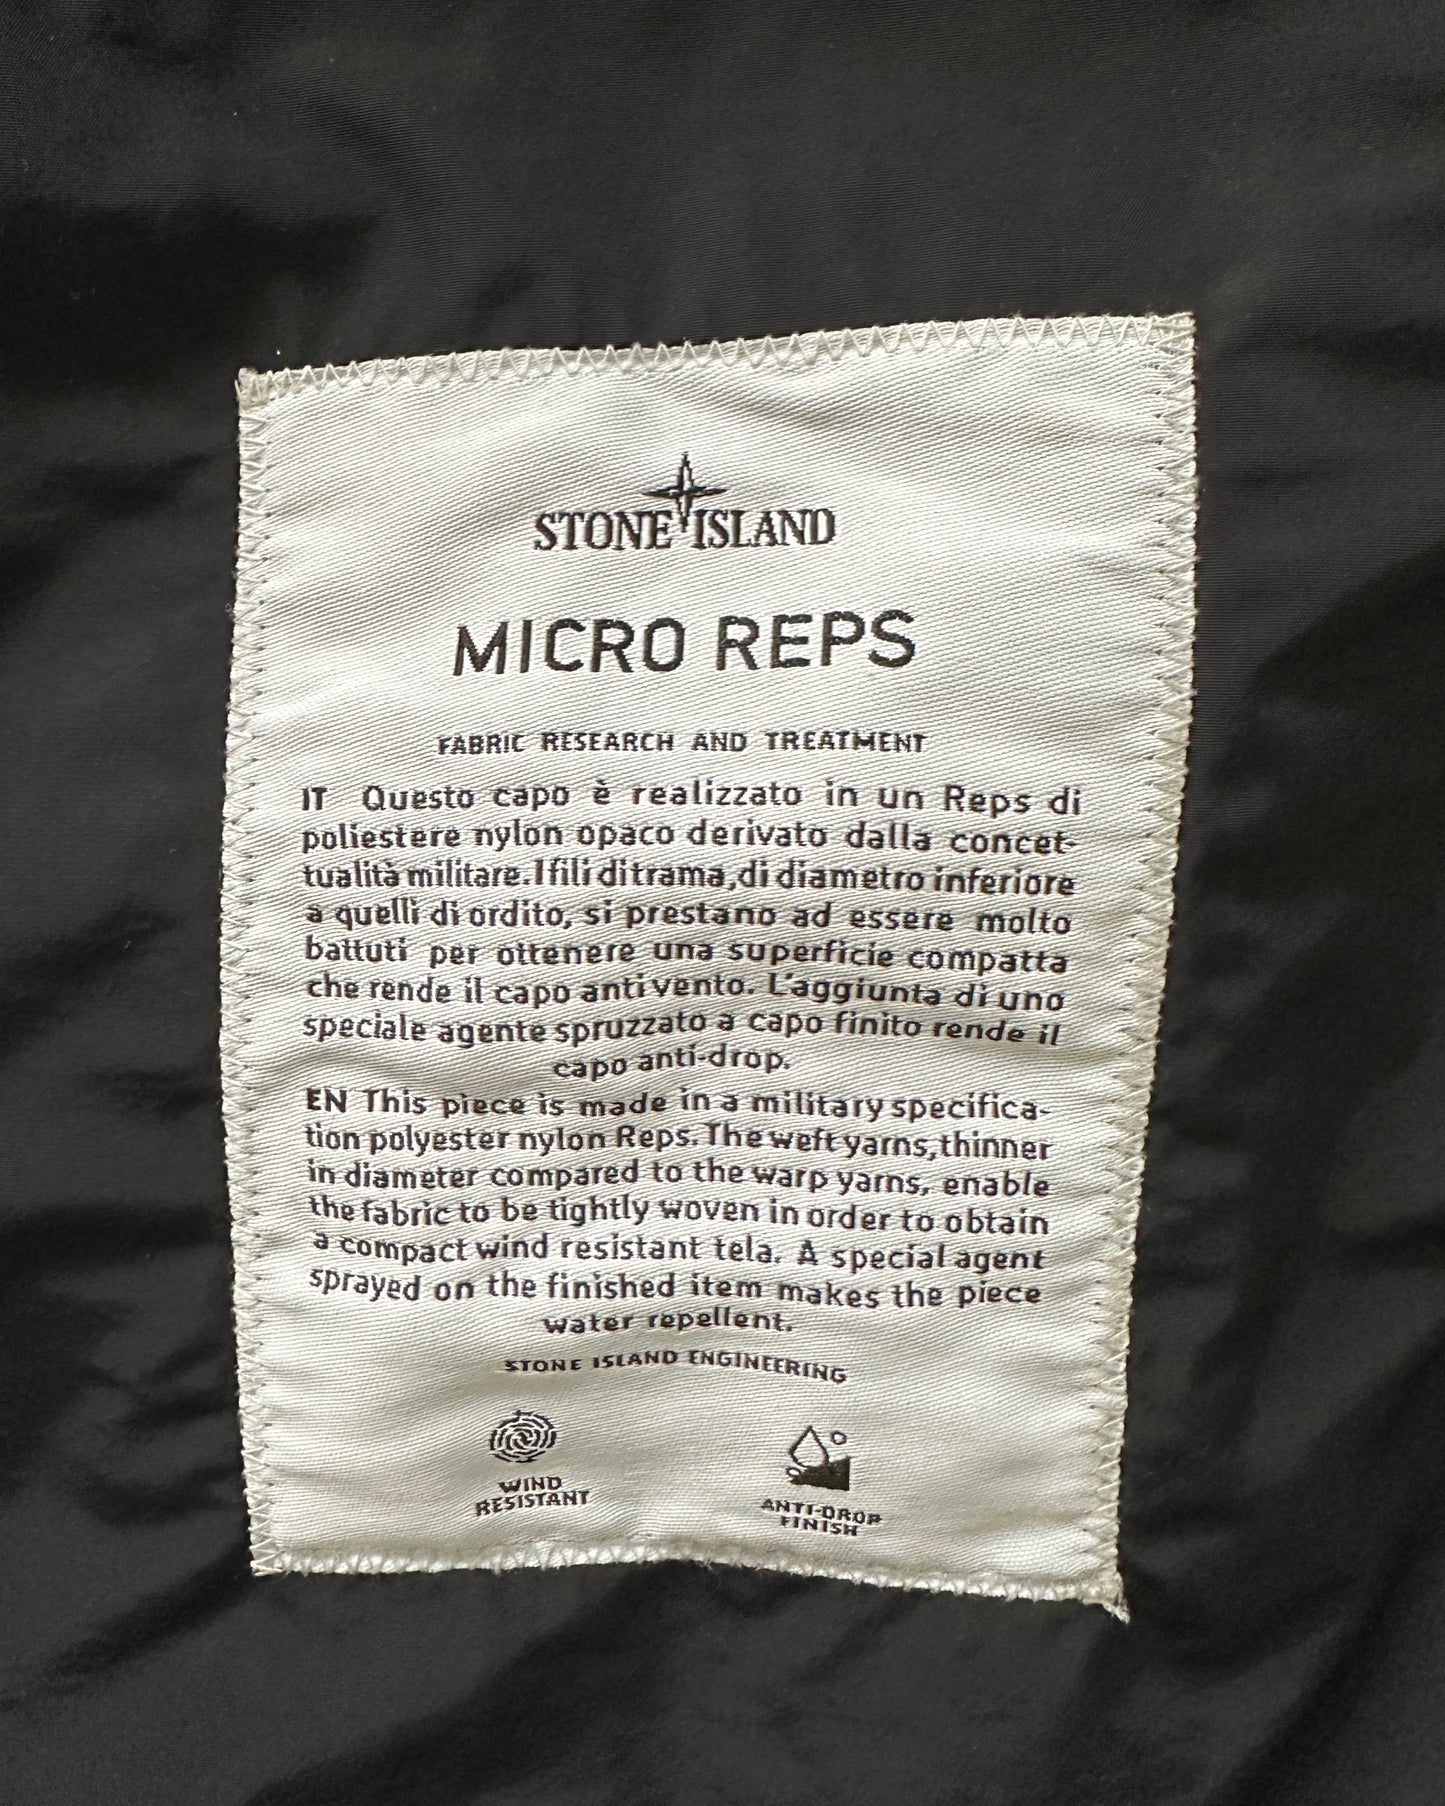 STONE ISLAND
MICRO REPS
FABRIC RESEARCH AND TREATMENT
IT Questo capo è realizzato in un Reps di
poliestere nylon opaco derivato dalla concet-
tualità militare. I fili di trama, di diametro inferiore
a quelli di ordito, si prestano ad essere molto
battuti per ottenere una superficie compatta
che rende il capo anti vento. L'aggiunta di uno
speciale agente spruzzato a capo finito rende il
capo anti-drop.
EN This piece is made in a military specifica-
tion polyester nylon Reps. The weft yarns, thinner
in diameter compared to the warp yarns, enable
the fabric to be tightly woven in order to obtain
a compact wind resistant tela. A special agent
sprayed on the finished item makes the piece
water repellent.
STONE ISLAND ENGINEERING
WIND
RESISTANT
ANTI-DROP
FINISH